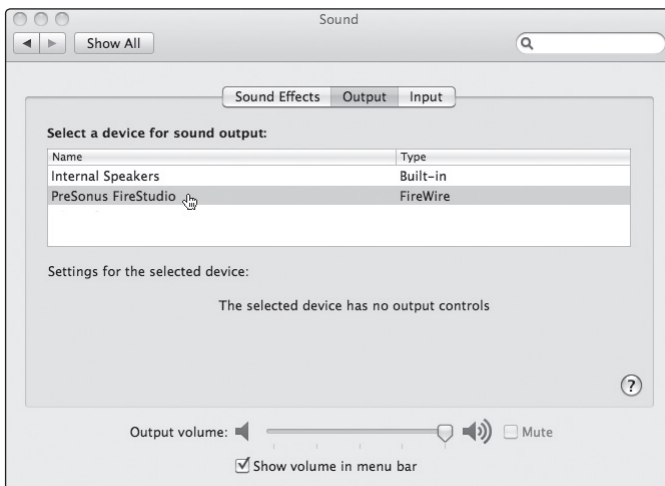 Sound
Show All
Sound Effects Output Input
Select a device for sound output:
Name Type
Internal Speakers Built-in
PreSonus FireStudio FireWire
Settings for the selected device:
The selected device has no output controls
?
Output volume: Mute
Show volume in menu bar